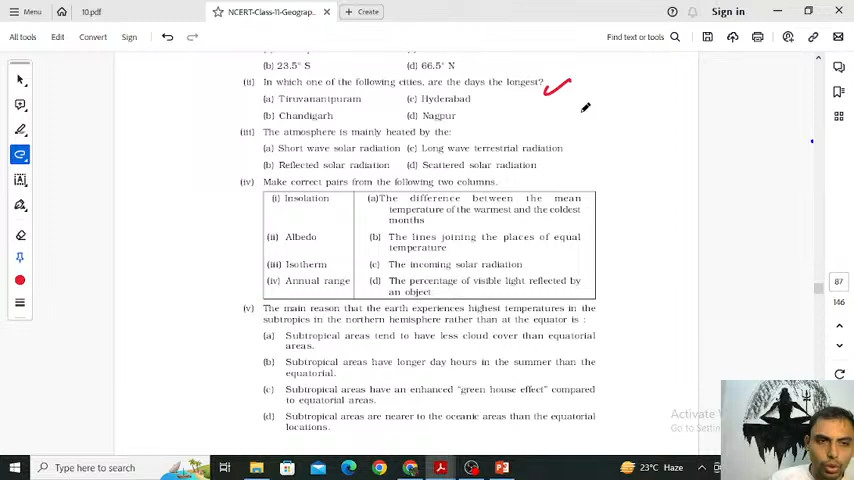 Menu
10.pdf
NCERT-Class-11-Geograp...
Create
Sign in
All tools
Edit
Convert
Sign
Find text or tools
(b) 23.5° S
(d) 66.5° N
(ii) In which one of the following cities, are the days the longest?
(a) Tiruvanantpuram
(c) Hyderabad
(b) Chandigarh
(d) Nagpur
(iii) The atmosphere is mainly heated by the:
(a) Short wave solar radiation (c) Long wave terrestrial radiation
(b) Reflected solar radiation (d) Scattered solar radiation
(iv) Make correct pairs from the following two columns.
(i) Insolation
(a)The difference between the mean
temperature of the warmest and the coldest
months
(ii) Albedo
(b) The lines joining the places of equal
temperature
(iii) Isotherm
(c) The incoming solar radiation
(iv) Annual range
(d) The percentage of visible light reflected by
an object
(v) The main reason that the earth experiences highest temperatures in the
subtropics in the northern hemisphere rather than at the equator is :
(a) Subtropical areas tend to have less cloud cover than equatorial
areas.
(b) Subtropical areas have longer day hours in the summer than the
equatorial.
(c) Subtropical areas have an enhanced “green house effect” compared
to equatorial areas.
(d) Subtropical areas are nearer to the oceanic areas than the equatorial
locations.
87
146
Activate
Go to Setting
Type here to search
23°C Haze